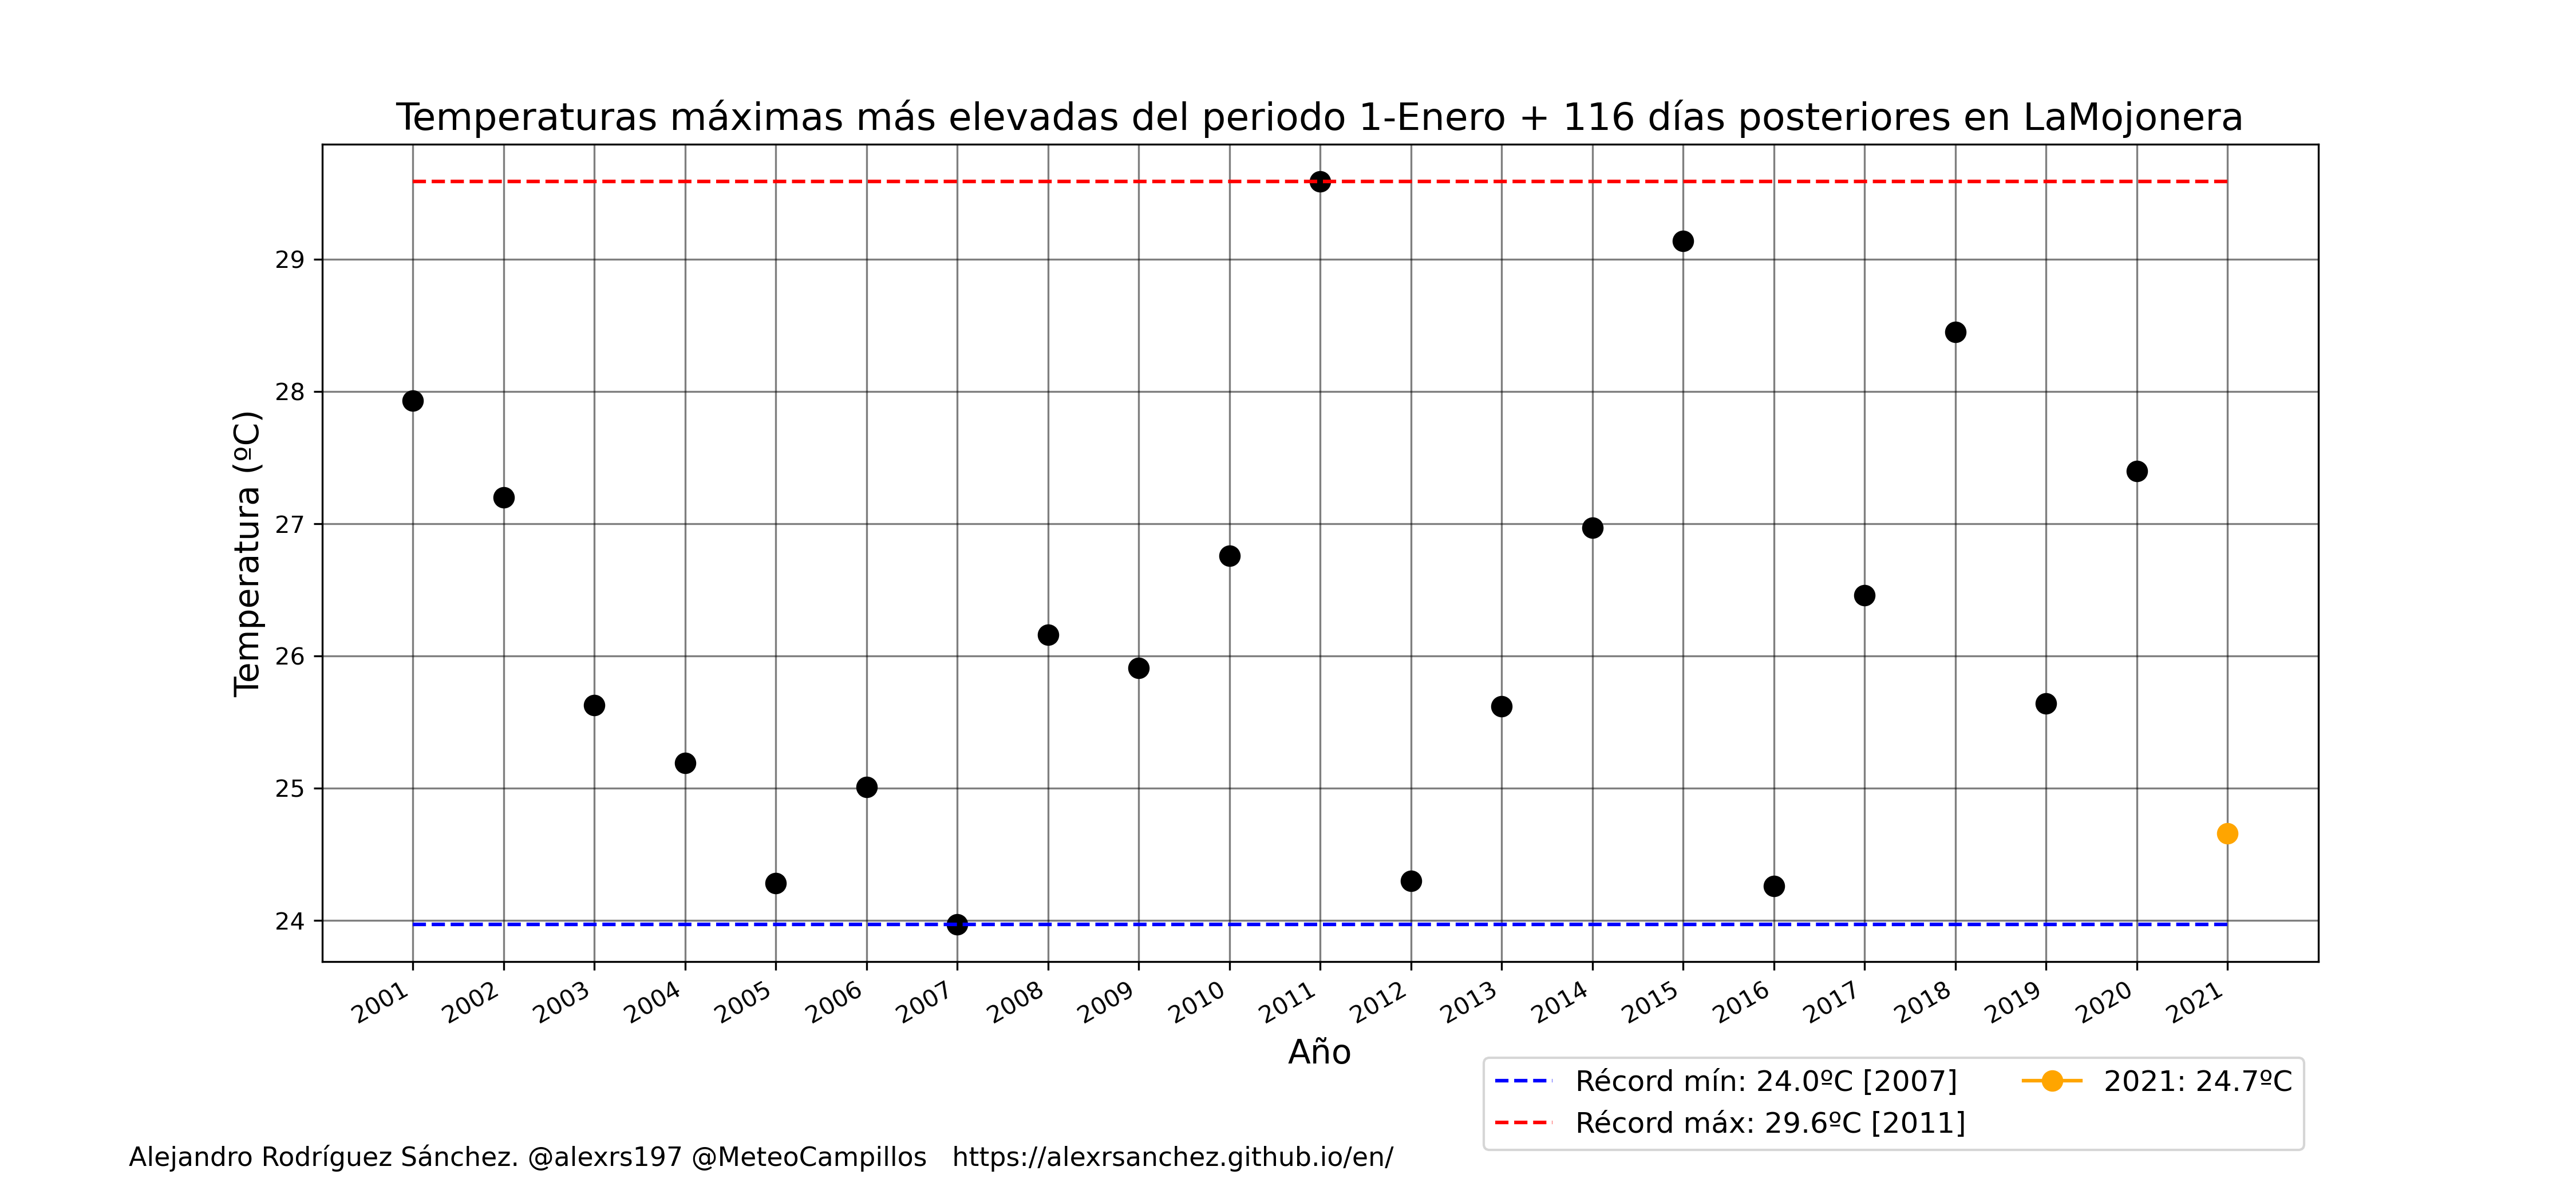 Temperaturas máximas más elevadas del periodo 1-Enero + 116 días posteriores en LaMojonera
Temperatura (ºC)
29
28
27
26
25
24
2001 2002 2003 2004 2005 2006 2007 2008 2009 2010 2011 2012 2013 2014 2015 2016 2017 2018 2019 2020 2021
Año
Récord mín: 24.0ºC [2007]
Récord máx: 29.6ºC [2011]
2021: 24.7ºC
Alejandro Rodríguez Sánchez. @alexrs197 @MeteoCampillos https://alexrsanchez.github.io/en/